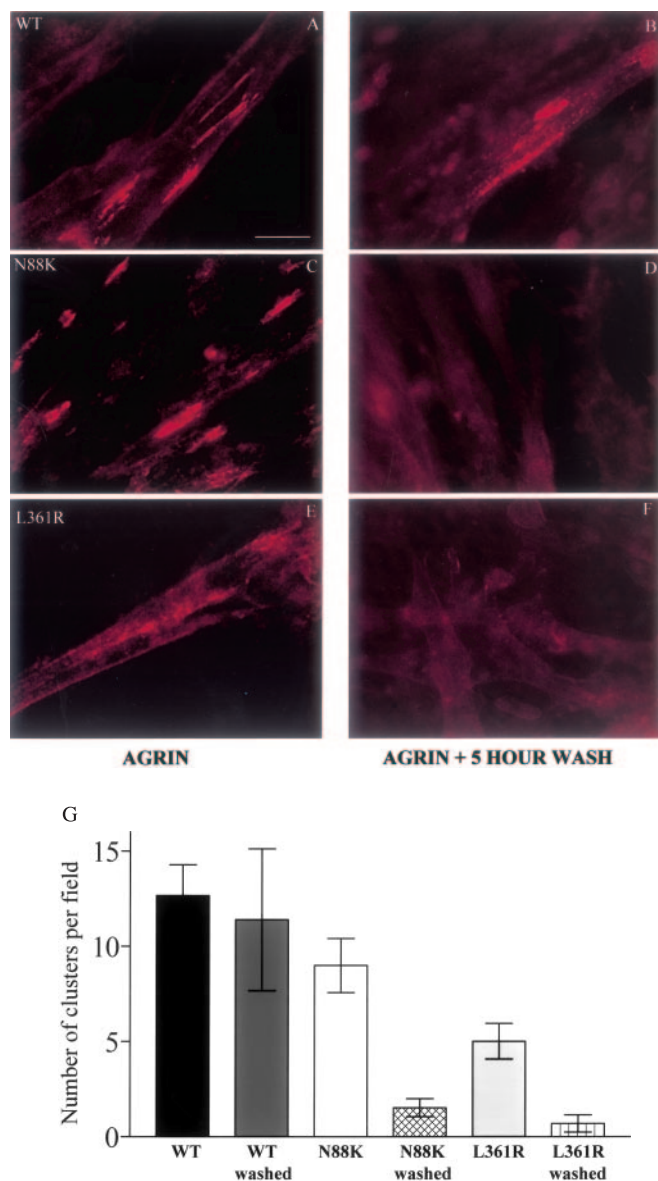 WT A
B
N88K C
D
L361R E
F
AGRIN
AGRIN + 5 HOUR WASH
G
Number of clusters per field
15
10
5
0
WT
WT washed
N88K
N88K washed
L361R
L361R washed